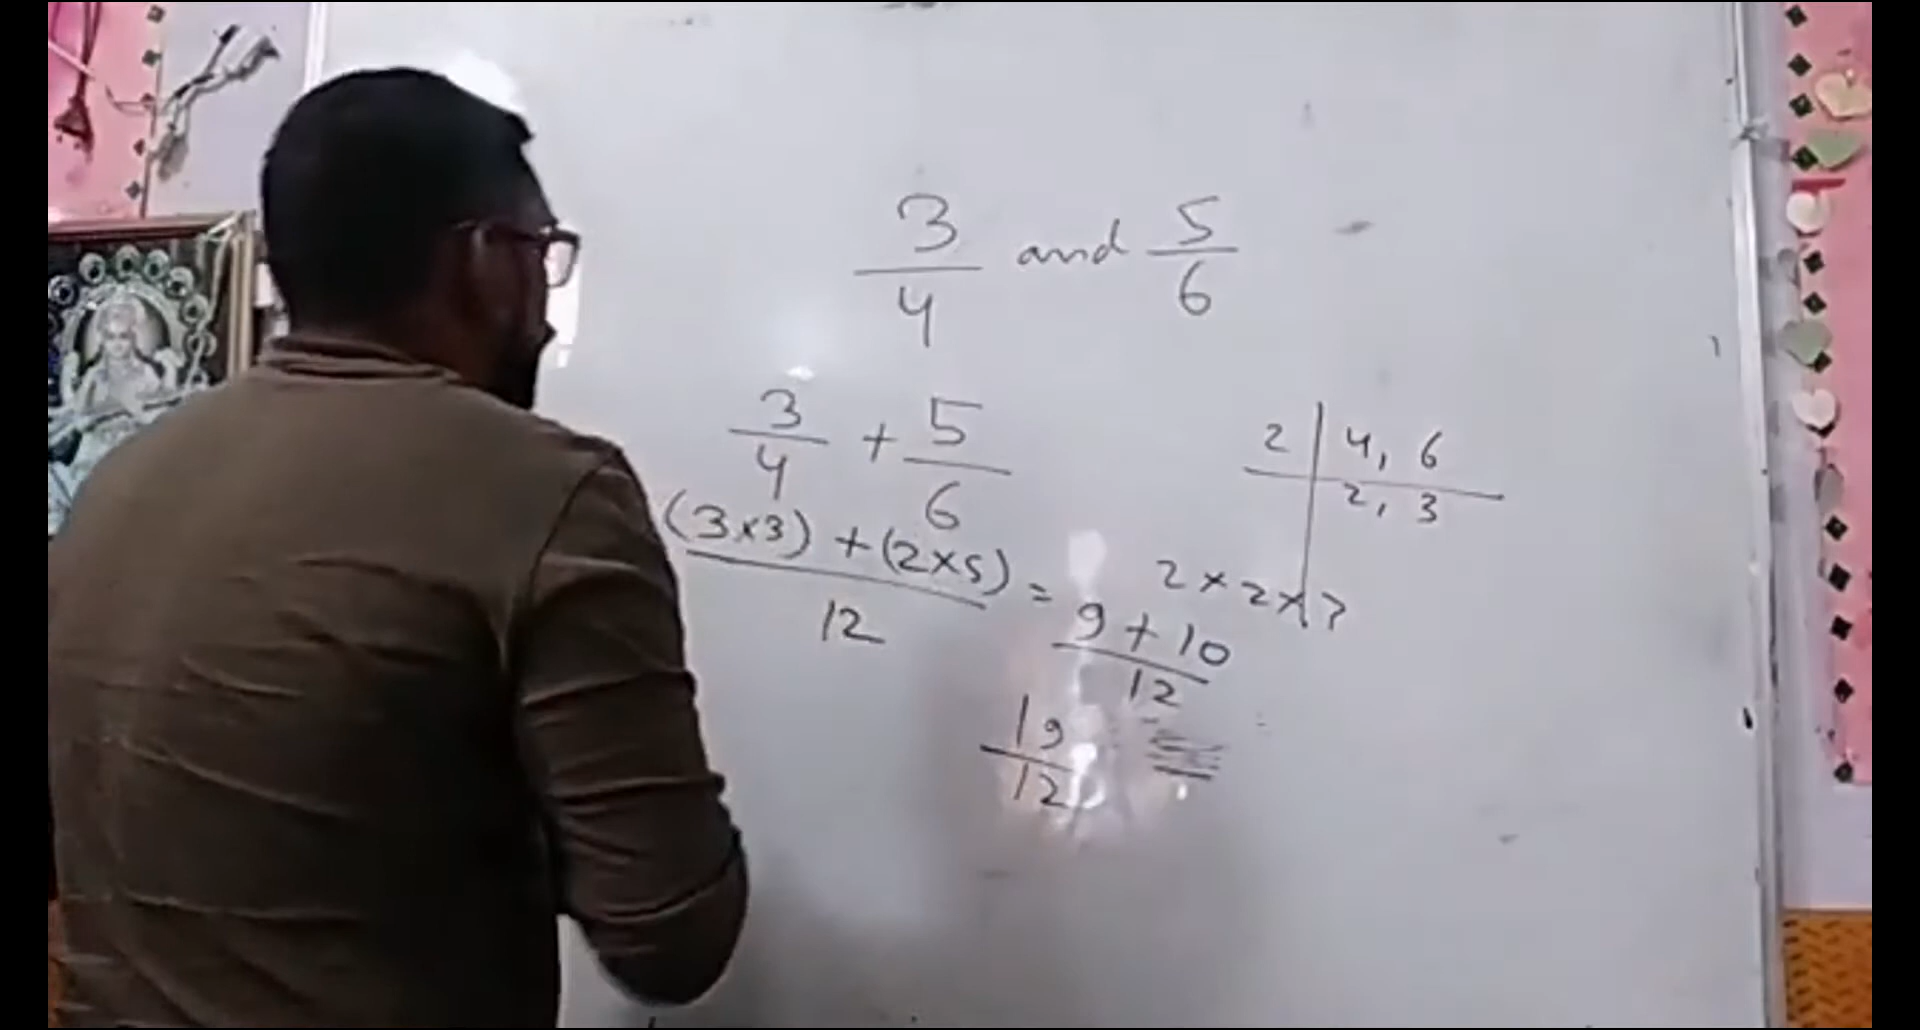 3/4 and 5/6
3/4 + 5/6
2 | 4, 6
2, 3
(3×3) + (2×5) / 12 = 9 + 10 / 12
2 × 2 ×
19/12